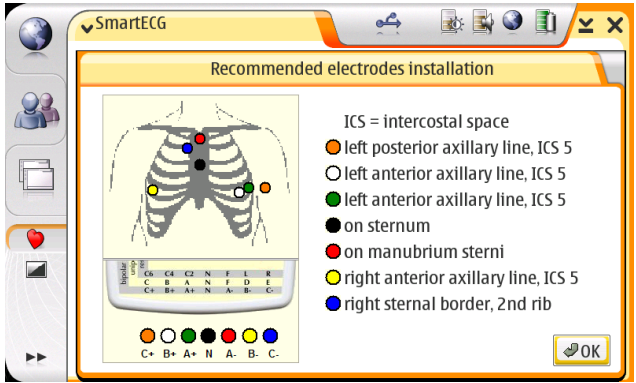 SmartECG
Recommended electrodes installation
ICS = intercostal space
left posterior axillary line, ICS 5
left anterior axillary line, ICS 5
left anterior axillary line, ICS 5
on sternum
on manubrium sterni
right anterior axillary line, ICS 5
right sternal border, 2nd rib
bipolar
unip
C6 C4 C2 N F L R
C B A N F D E
C+ B+ A+ N A- B- C-
C+ B+ A+ N A- B- C-
OK